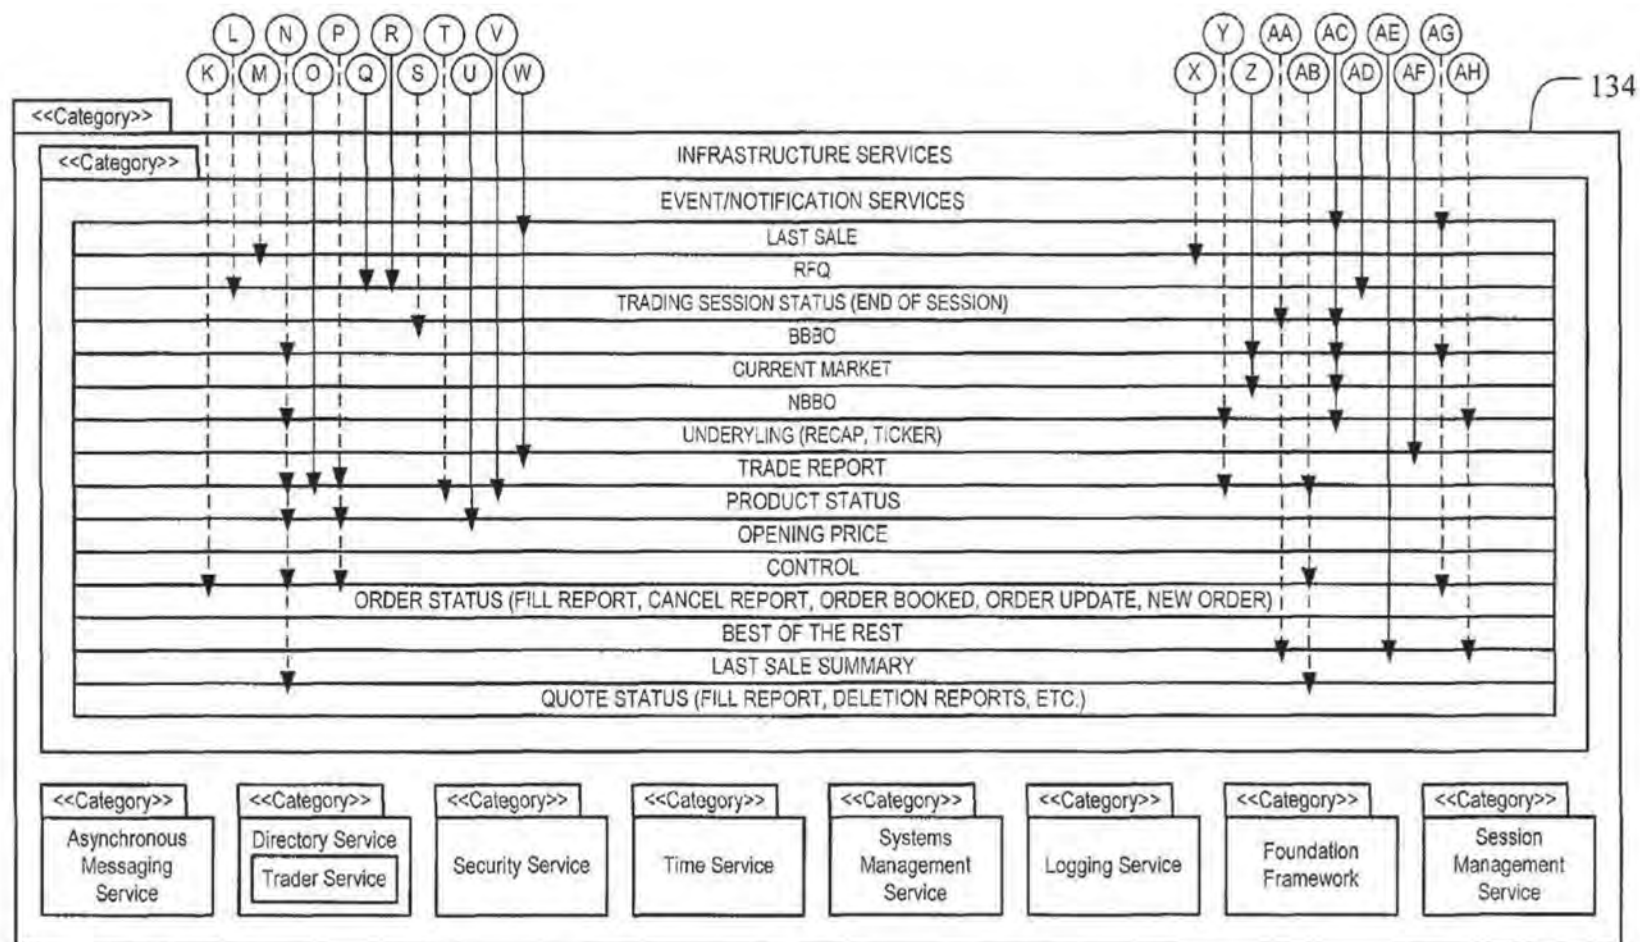 L N P R T V Y AA AC AE AG
K M O Q S U W X Z AB AD AF AH
134
<<Category>>
<<Category>>
INFRASTRUCTURE SERVICES
EVENT/NOTIFICATION SERVICES
LAST SALE
RFQ
TRADING SESSION STATUS (END OF SESSION)
BBBO
CURRENT MARKET
NBBO
UNDERYLING (RECAP, TICKER)
TRADE REPORT
PRODUCT STATUS
OPENING PRICE
CONTROL
ORDER STATUS (FILL REPORT, CANCEL REPORT, ORDER BOOKED, ORDER UPDATE, NEW ORDER)
BEST OF THE REST
LAST SALE SUMMARY
QUOTE STATUS (FILL REPORT, DELETION REPORTS, ETC.)
<<Category>>
Asynchronous
Messaging
Service
<<Category>>
Directory Service
Trader Service
<<Category>>
Security Service
<<Category>>
Time Service
<<Category>>
Systems
Management
Service
<<Category>>
Logging Service
<<Category>>
Foundation
Framework
<<Category>>
Session
Management
Service